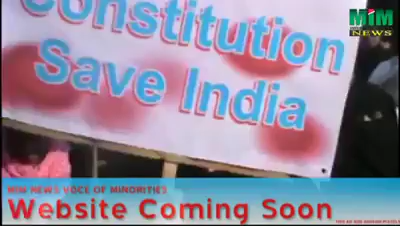 MiM
NEWS
Constitution
Save India
MIM NEWS VOICE OF MINORITIES
Website Coming Soon